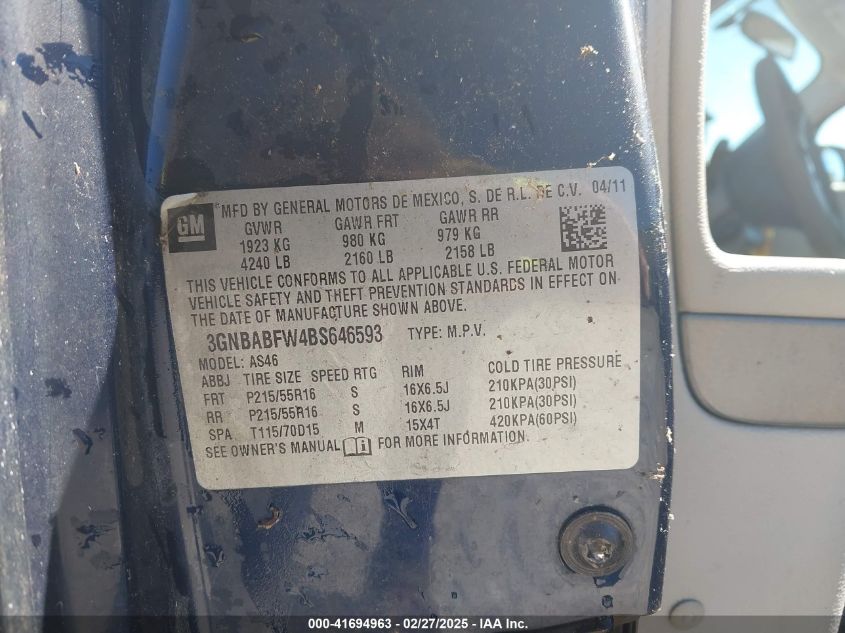 GM
*MFD BY GENERAL MOTORS DE MEXICO, S. DE R.L. DE C.V. 04/11
GVWR GAWR FRT GAWR RR
1923 KG 980 KG 979 KG
4240 LB 2160 LB 2158 LB
THIS VEHICLE CONFORMS TO ALL APPLICABLE U.S. FEDERAL MOTOR
VEHICLE SAFETY AND THEFT PREVENTION STANDARDS IN EFFECT ON
THE DATE OF MANUFACTURE SHOWN ABOVE.
3GNBABFW4BS646593 TYPE: M.P.V.
MODEL: AS46
ABBJ TIRE SIZE SPEED RTG RIM COLD TIRE PRESSURE
FRT P215/55R16 S 16X6.5J 210KPA(30PSI)
RR P215/55R16 S 16X6.5J 210KPA(30PSI)
SPA T115/70D15 M 15X4T 420KPA(60PSI)
SEE OWNER'S MANUAL FOR MORE INFORMATION.
000-41694963 - 02/27/2025 - IAA Inc.